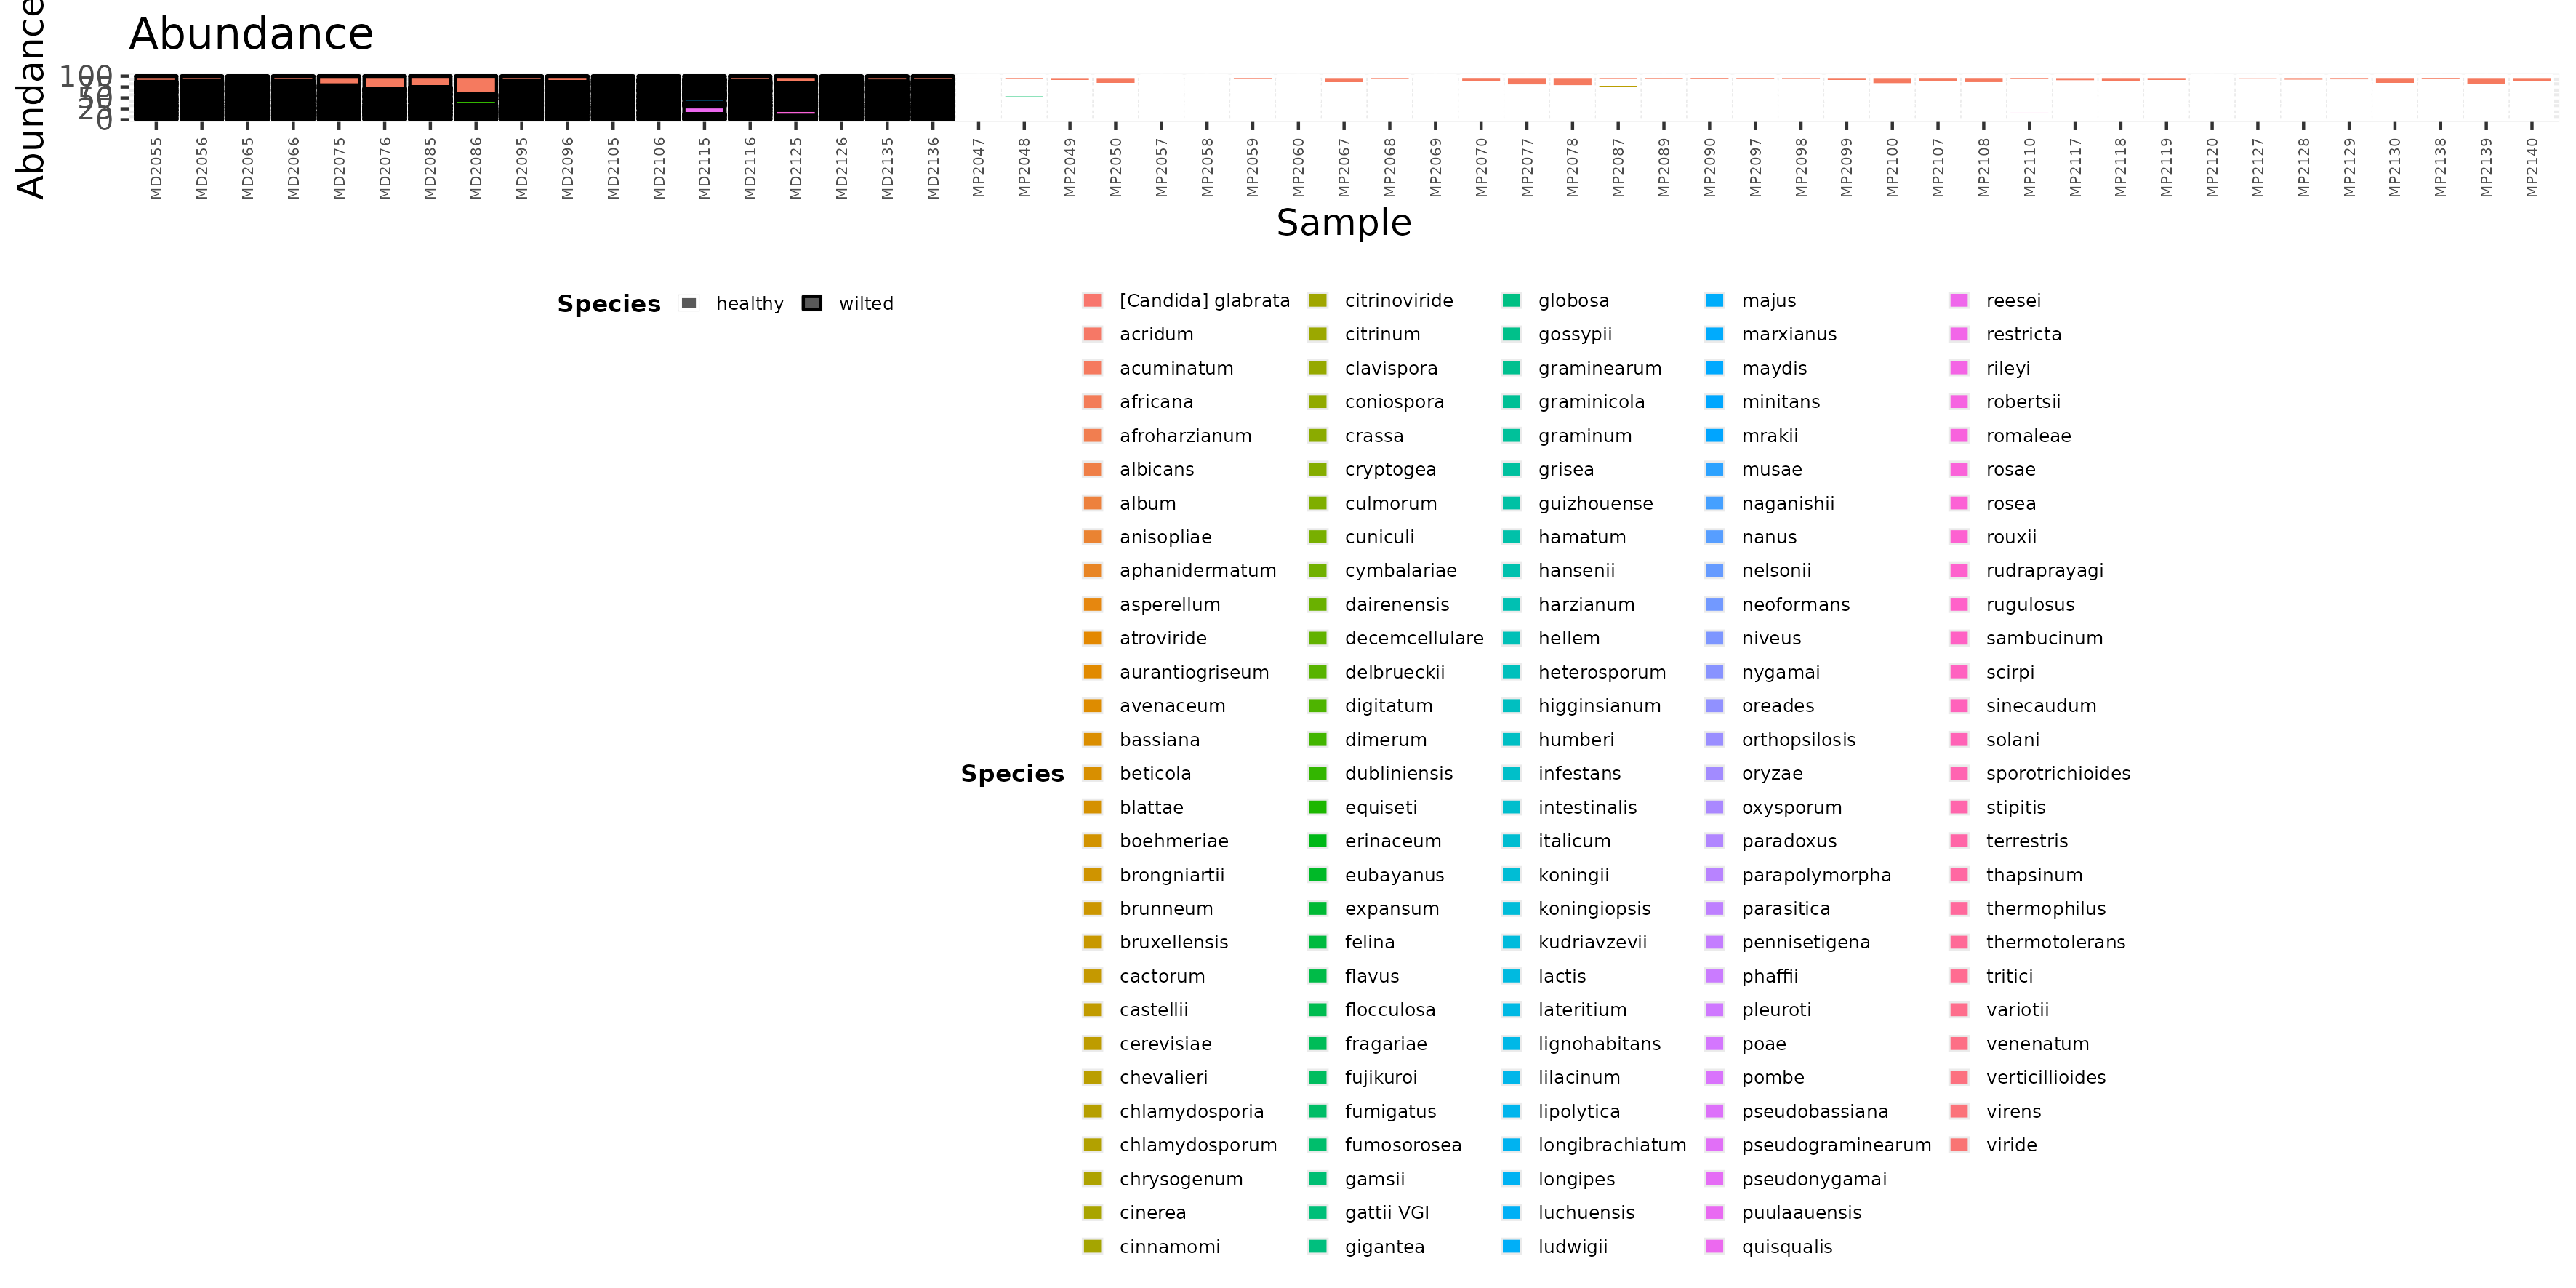 Abundance
Abundance
100
75
50
25
0
MD2055 MD2056 MD2065 MD2066 MD2075 MD2076 MD2085 MD2086 MD2095 MD2096 MD2105 MD2106 MD2115 MD2116 MD2125 MD2126 MD2135 MD2136 MP2047 MP2048 MP2049 MP2050 MP2057 MP2058 MP2059 MP2060 MP2067 MP2068 MP2069 MP2070 MP2077 MP2078 MP2087 MP2089 MP2090 MP2097 MP2098 MP2099 MP2100 MP2107 MP2108 MP2110 MP2117 MP2118 MP2119 MP2120 MP2127 MP2128 MP2129 MP2130 MP2138 MP2139 MP2140
Sample
Species healthy wilted
Species
[Candida] glabrata
acridum
acuminatum
africana
afroharzianum
albicans
album
anisopliae
aphanidermatum
asperellum
atroviride
aurantiogriseum
avenaceum
bassiana
beticola
blattae
boehmeriae
brongniartii
brunneum
bruxellensis
cactorum
castellii
cerevisiae
chevalieri
chlamydosporia
chlamydosporum
chrysogenum
cinerea
cinnamomi
citrinoviride
citrinum
clavispora
coniospora
crassa
cryptogea
culmorum
cuniculi
cymbalariae
dairenensis
decemcellulare
delbrueckii
digitatum
dimerum
dubliniensis
equiseti
erinaceum
eubayanus
expansum
felina
flavus
flocculosa
fragariae
fujikuroi
fumigatus
fumosorosea
gamsii
gattii VGI
gigantea
globosa
gossypii
graminearum
graminicola
graminum
grisea
guizhouense
hamatum
hansenii
harzianum
hellem
heterosporum
higginsianum
humberi
infestans
intestinalis
italicum
koningii
koningiopsis
kudriavzevii
lactis
lateritium
lignohabitans
lilacinum
lipolytica
longibrachiatum
longipes
luchuensis
ludwigii
majus
marxianus
maydis
minitans
mrakii
musae
naganishii
nanus
nelsonii
neoformans
niveus
nygamai
oreades
orthopsilosis
oryzae
oxysporum
paradoxus
parapolymorpha
parasitica
pennisetigena
phaffii
pleuroti
poae
pombe
pseudobassiana
pseudograminearum
pseudonygamai
puulaauensis
quisqualis
reesei
restricta
rileyi
robertsii
romaleae
rosae
rosea
rouxii
rudraprayagi
rugulosus
sambucinum
scirpi
sinecaudum
solani
sporotrichioides
stipitis
terrestris
thapsinum
thermophilus
thermotolerans
tritici
variotii
venenatum
verticillioides
virens
viride